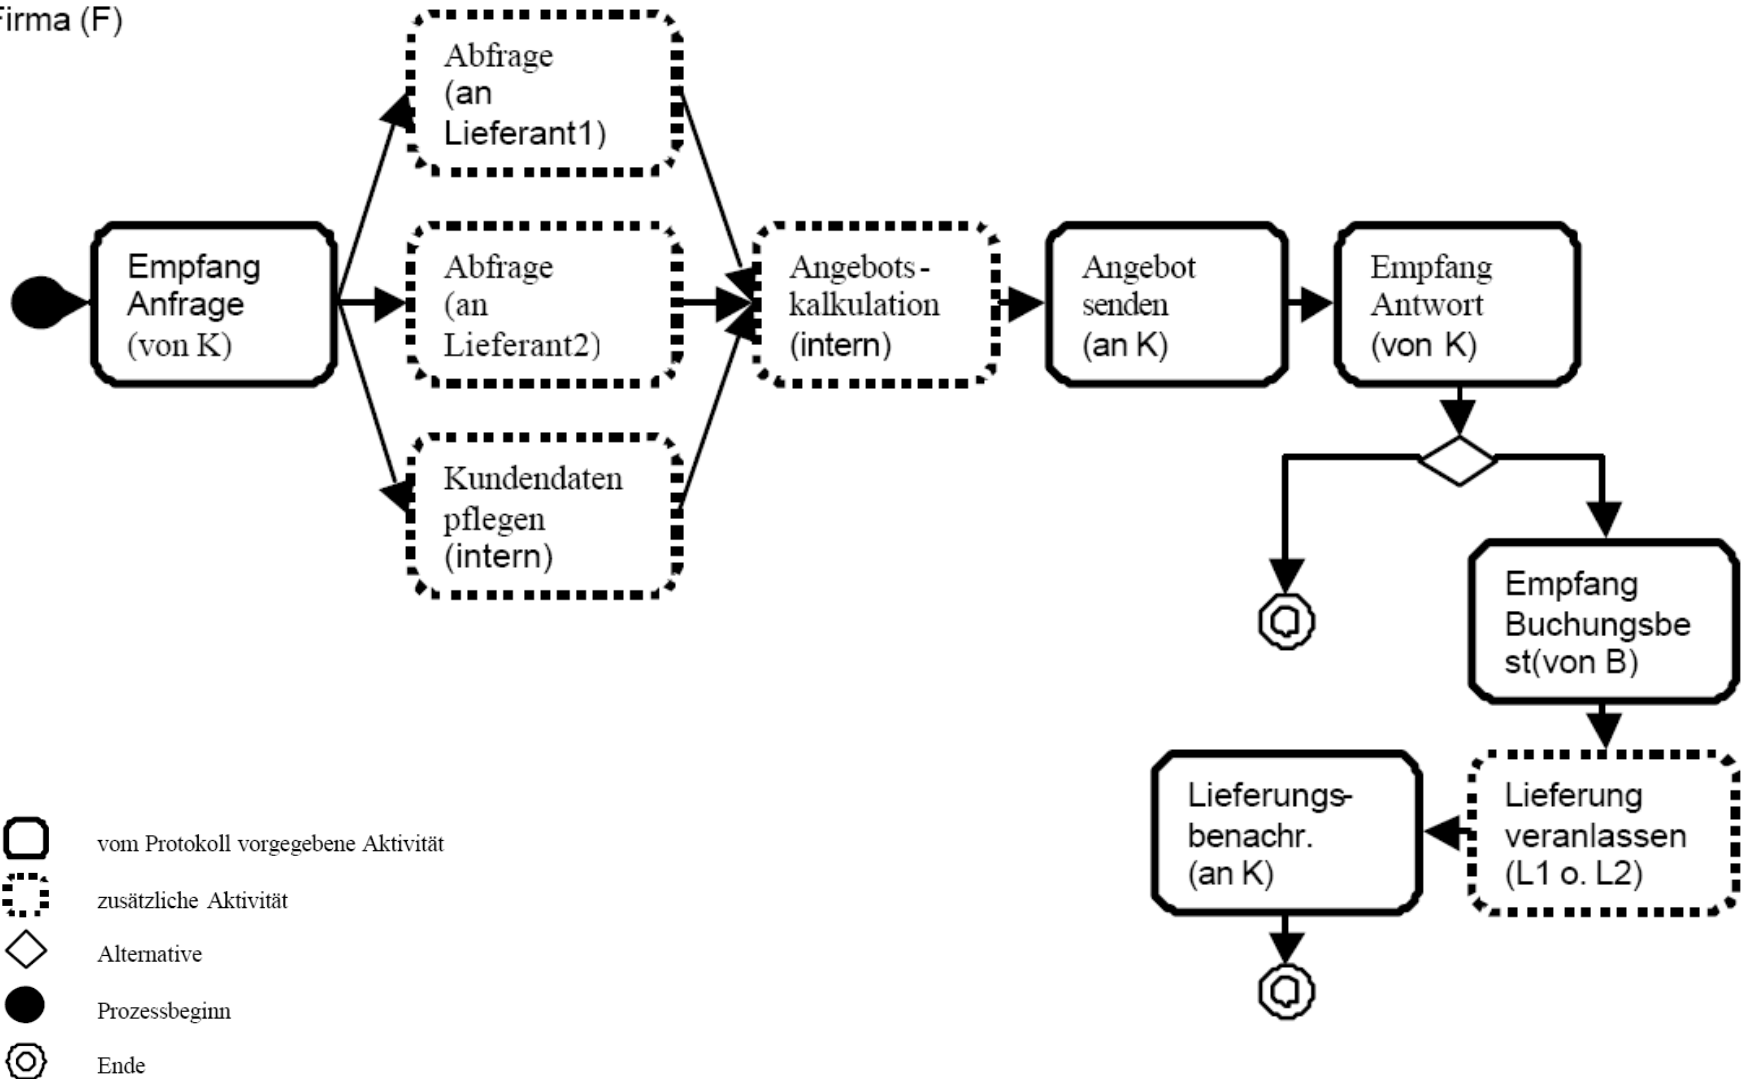 Firma (F)
Abfrage
(an
Lieferant1)
Empfang
Anfrage
(von K)
Abfrage
(an
Lieferant2)
Kundendaten
pflegen
(intern)
Angebots-
kalkulation
(intern)
Angebot
senden
(an K)
Empfang
Antwort
(von K)
Empfang
Buchungsbe
st(von B)
Lieferung
veranlassen
(L1 o. L2)
Lieferungs-
benachr.
(an K)
vom Protokoll vorgegebene Aktivität
zusätzliche Aktivität
Alternative
Prozessbeginn
Ende